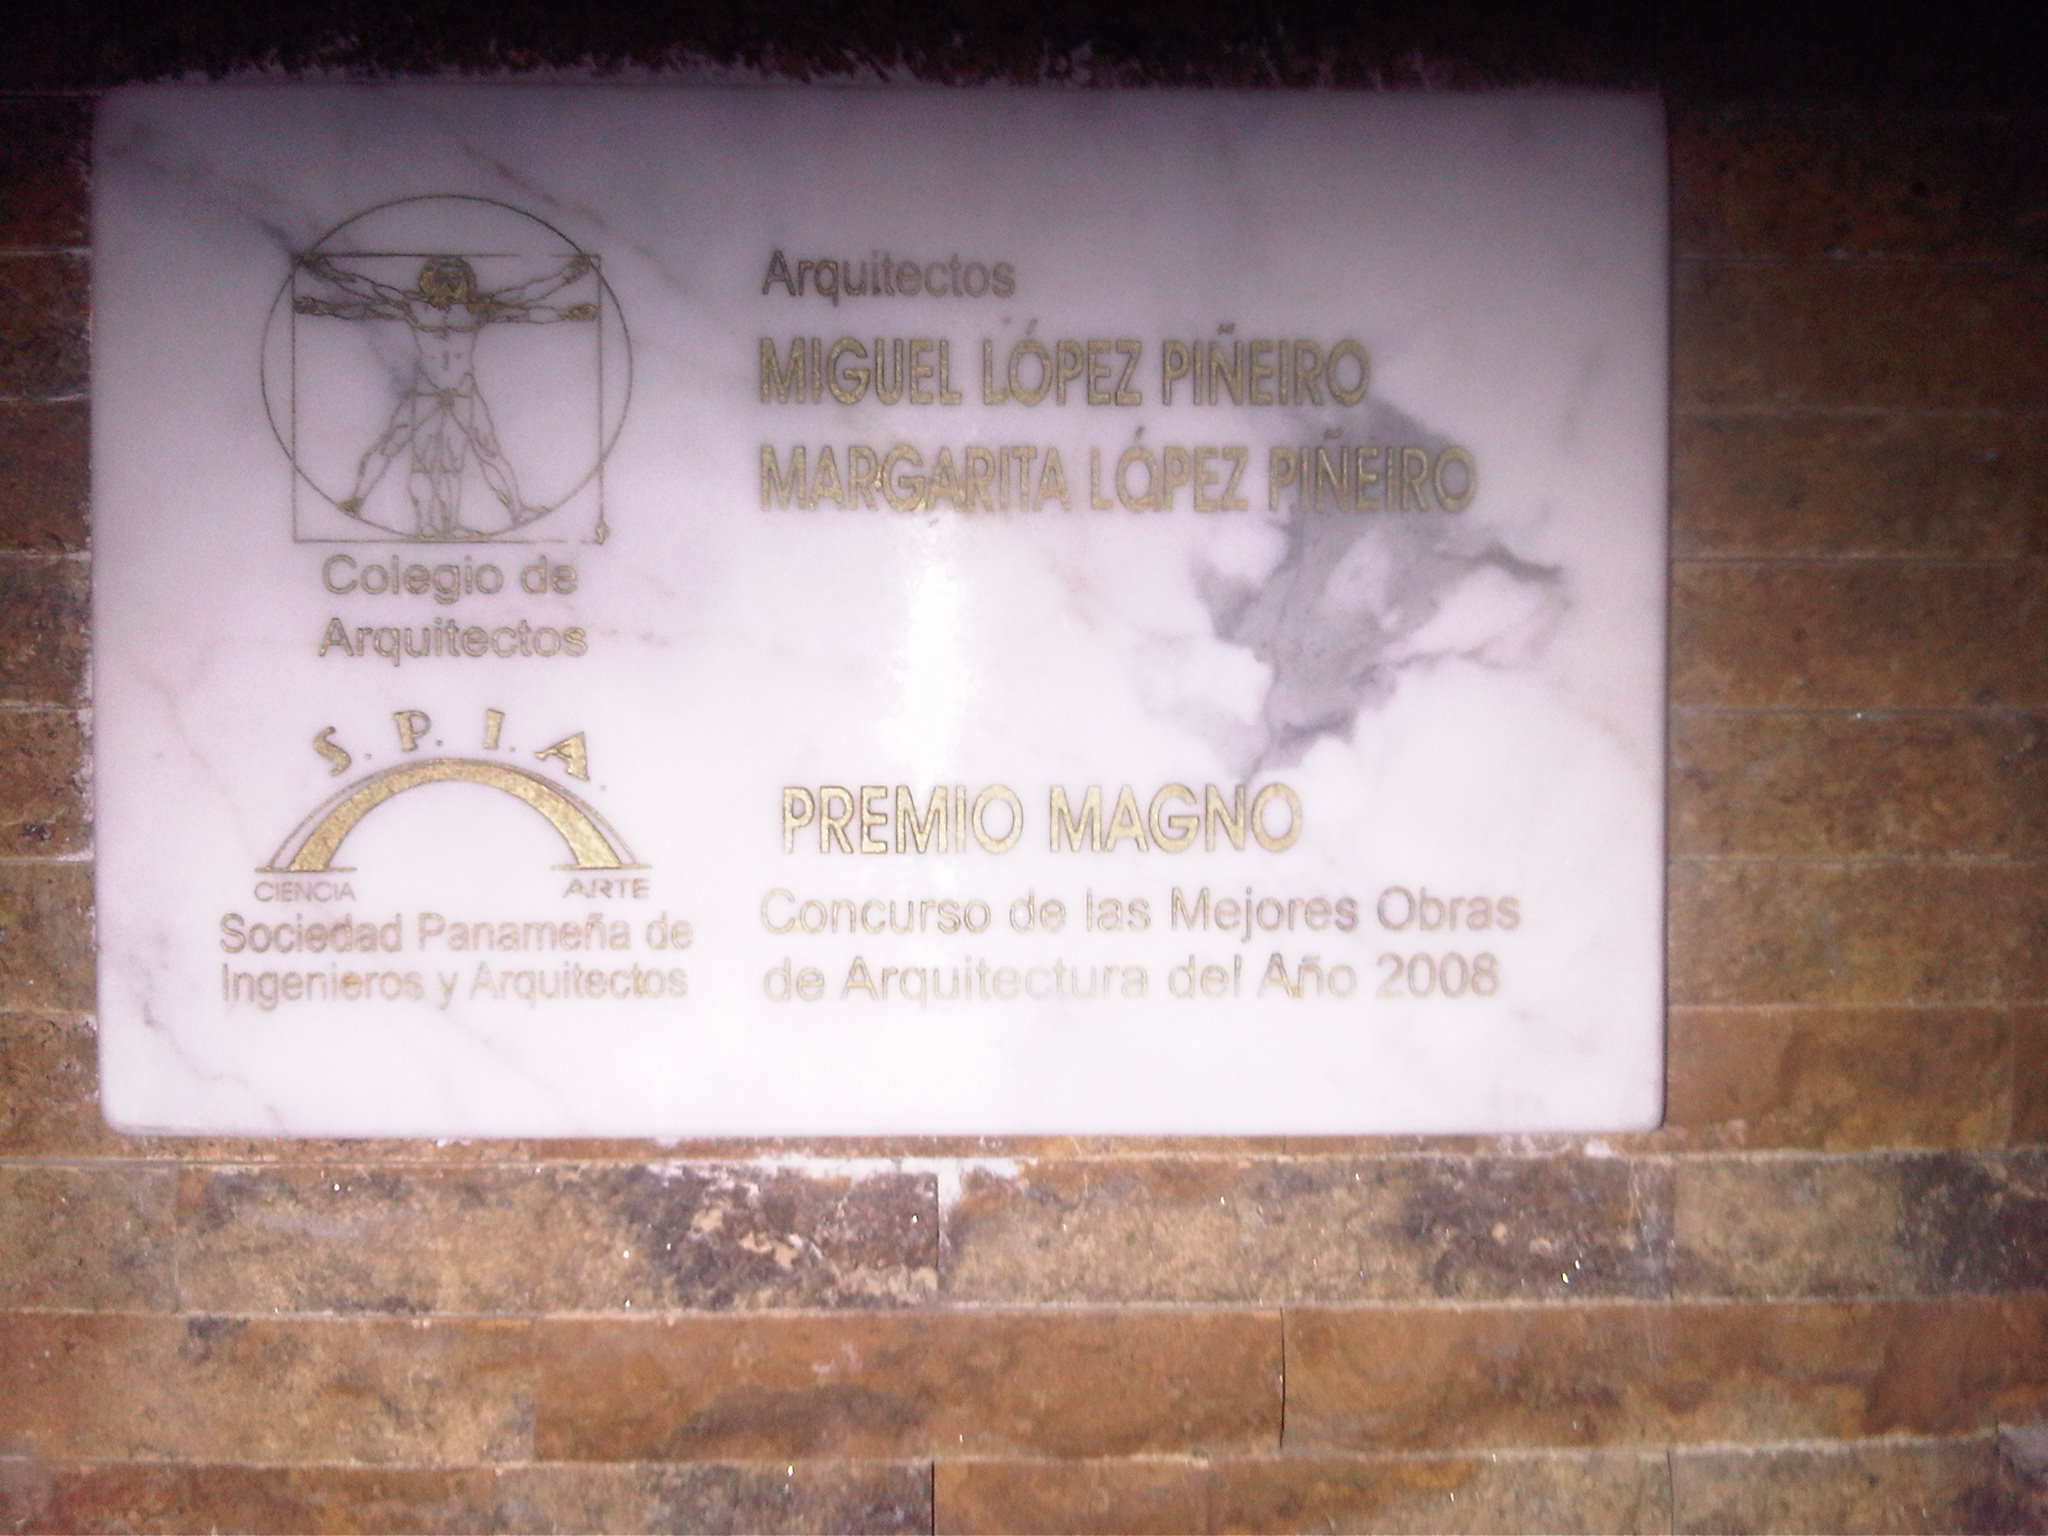 Colegio de
Arquitectos
S.P.I.A.
CIENCIA ARTE
Sociedad Panameña de
Ingenieros y Arquitectos
Arquitectos
MIGUEL LÓPEZ PIÑEIRO
MARGARITA LÓPEZ PIÑEIRO
PREMIO MAGNO
Concurso de las Mejores Obras
de Arquitectura del Año 2008